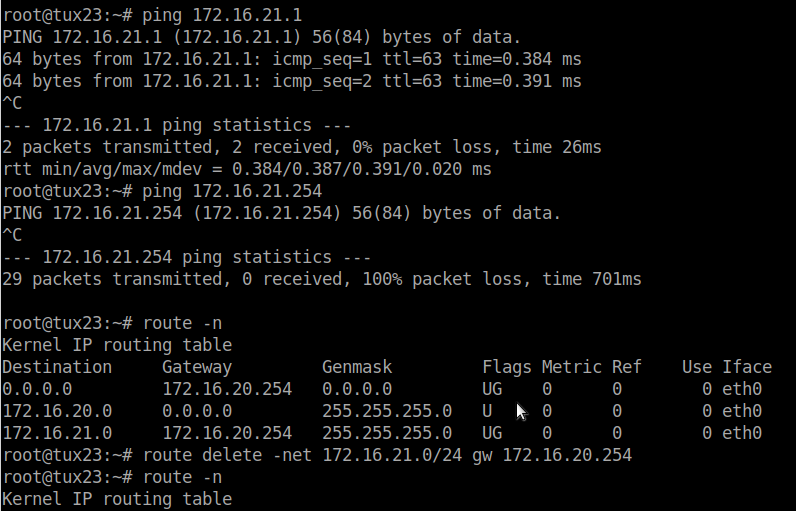 root@tux23:~# ping 172.16.21.1
PING 172.16.21.1 (172.16.21.1) 56(84) bytes of data.
64 bytes from 172.16.21.1: icmp_seq=1 ttl=63 time=0.384 ms
64 bytes from 172.16.21.1: icmp_seq=2 ttl=63 time=0.391 ms
^C
--- 172.16.21.1 ping statistics ---
2 packets transmitted, 2 received, 0% packet loss, time 26ms
rtt min/avg/max/mdev = 0.384/0.387/0.391/0.020 ms
root@tux23:~# ping 172.16.21.254
PING 172.16.21.254 (172.16.21.254) 56(84) bytes of data.
^C
--- 172.16.21.254 ping statistics ---
29 packets transmitted, 0 received, 100% packet loss, time 701ms

root@tux23:~# route -n
Kernel IP routing table
Destination     Gateway         Genmask         Flags Metric Ref    Use Iface
0.0.0.0         172.16.20.254   0.0.0.0         UG    0      0        0 eth0
172.16.20.0     0.0.0.0         255.255.255.0   U     0      0        0 eth0
172.16.21.0     172.16.20.254   255.255.255.0   UG    0      0        0 eth0
root@tux23:~# route delete -net 172.16.21.0/24 gw 172.16.20.254
root@tux23:~# route -n
Kernel IP routing table